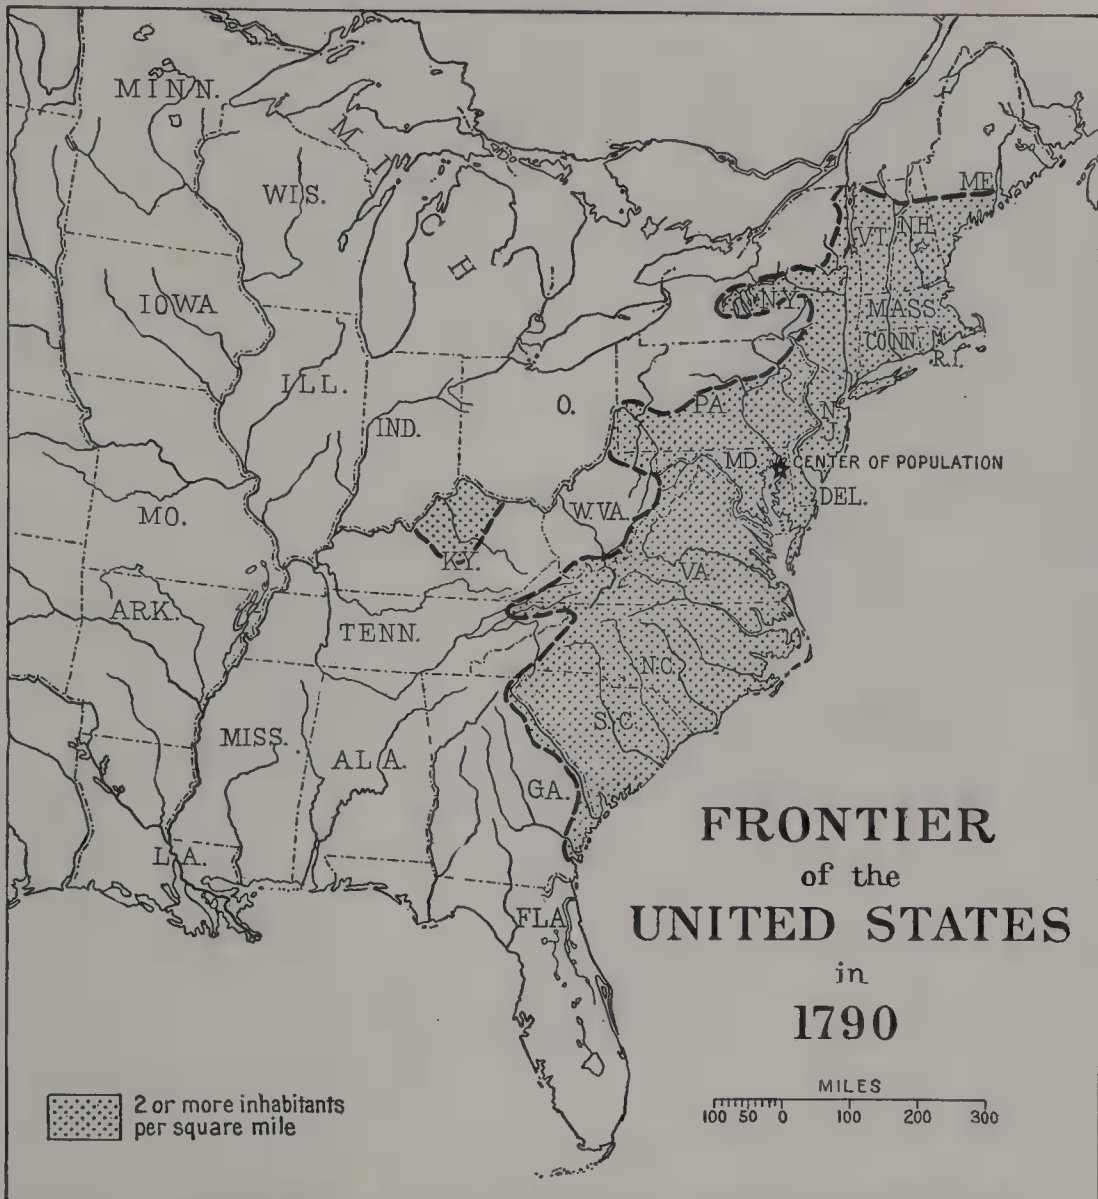 MINN.
M
WIS.
C
H
ME.
VT.
N.H.
N.Y.
MASS.
CONN.
R.I.
IOWA
ILL.
IND.
O.
PA.
N.
J.
MD.
CENTER OF POPULATION
DEL.
MO.
W.VA.
KY.
VA.
ARK.
TENN.
N.C.
S.C.
MISS.
ALA.
GA.
LA.
FLA.
FRONTIER
of the
UNITED STATES
in
1790
MILES
100 50 0 100 200 300
2 or more inhabitants
per square mile